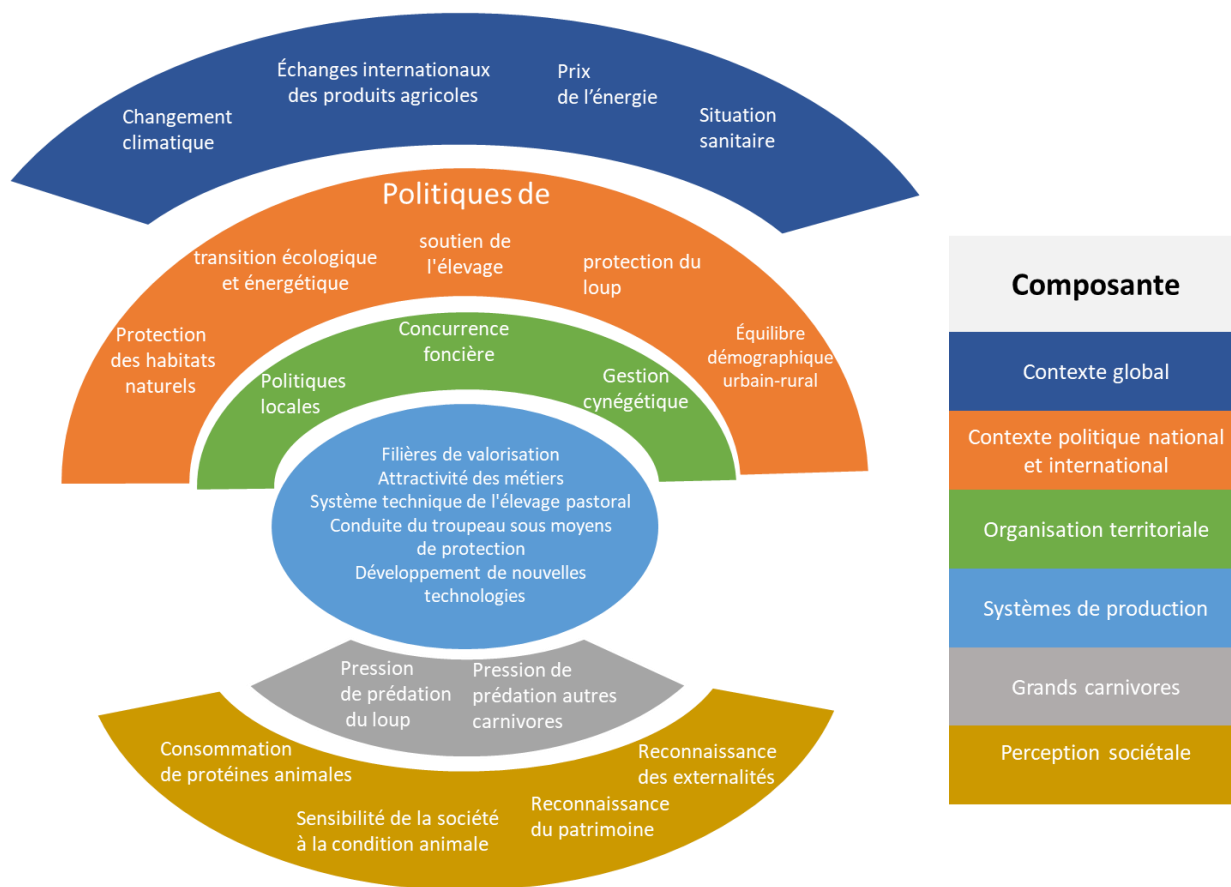 Échanges internationaux
des produits agricoles
Prix
de l’énergie
Changement
climatique
Situation
sanitaire
Politiques de
transition écologique
et énergétique
soutien de
l'élevage
protection du
loup
Protection
des habitats
naturels
Équilibre
démographique
urbain-rural
Concurrence
foncière
Politiques
locales
Gestion
cynégétique
Filières de valorisation
Attractivité des métiers
Système technique de l'élevage pastoral
Conduite du troupeau sous moyens
de protection
Développement de nouvelles
technologies
Pression
de prédation
du loup
Pression de
prédation autres
carnivores
Consommation
de protéines animales
Sensibilité de la société
à la condition animale
Reconnaissance
du patrimoine
Reconnaissance
des externalités
Composante
Contexte global
Contexte politique national
et international
Organisation territoriale
Systèmes de production
Grands carnivores
Perception sociétale